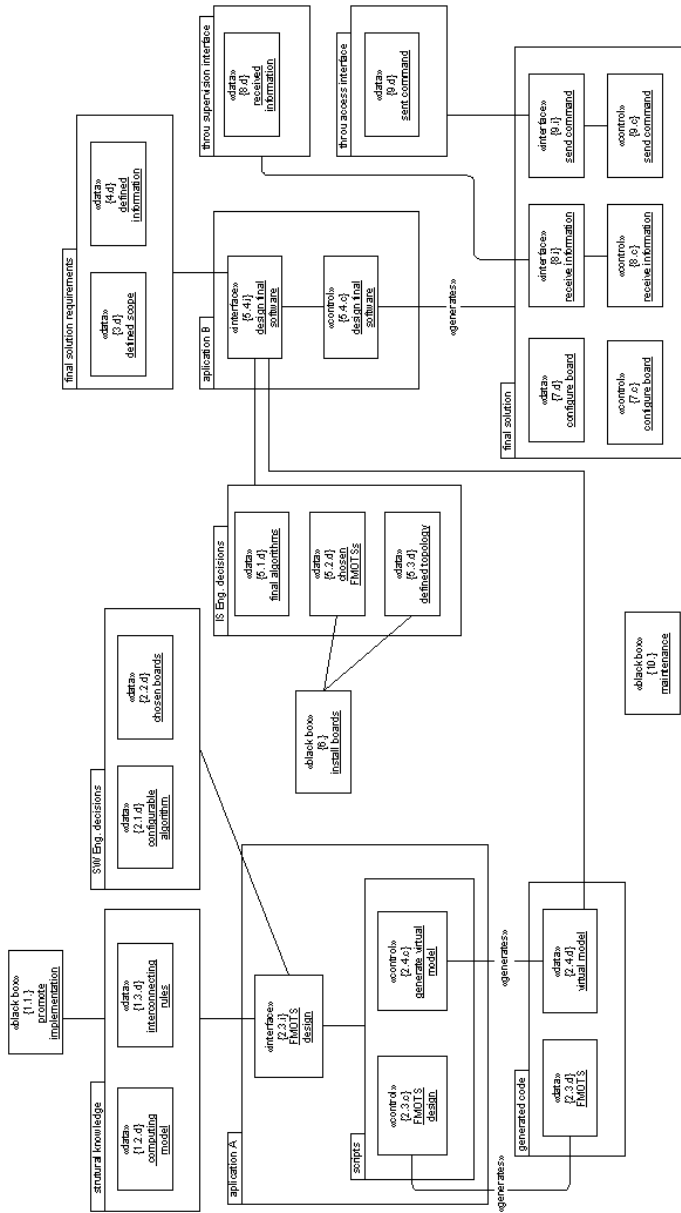 «black box»
{1.1.}
promote
implementation
strutural knowledge
«data»
{1.2.d}
computing
model
«data»
{1.3.d}
interconnecting
rules
SW Eng. decisions
«data»
{2.1.d}
configurable
algorithm
«data»
{2.2.d}
chosen boards
final solution requirements
«data»
{3.d}
defined scope
«data»
{4.d}
defined
information
aplication A
«interface»
{2.3.i}
FMOTS
design
scripts
«control»
{2.3.c}
FMOTS
design
«control»
{2.4.c}
generate virtual
model
«generates»
«generates»
generated code
«data»
{2.3.d}
FMOTS
«data»
{2.4.d}
virtual model
IS Eng. decisions
«data»
{5.1.d}
final algorithms
«data»
{5.2.d}
chosen
FMOTSs
«data»
{5.3.d}
defined topology
«black box»
{6.}
install boards
aplication B
«interface»
{5.4.i}
design final
software
«control»
{5.4.c}
design final
software
«generates»
throu supervision interface
«data»
{8.d}
received
information
throu access interface
«data»
{9.d}
sent command
final solution
«data»
{7.d}
configure board
«interface»
{8.i}
receive information
«interface»
{9.i}
send command
«control»
{7.c}
configure board
«control»
{8.c}
receive information
«control»
{9.c}
send command
«black box»
{10.}
maintenance